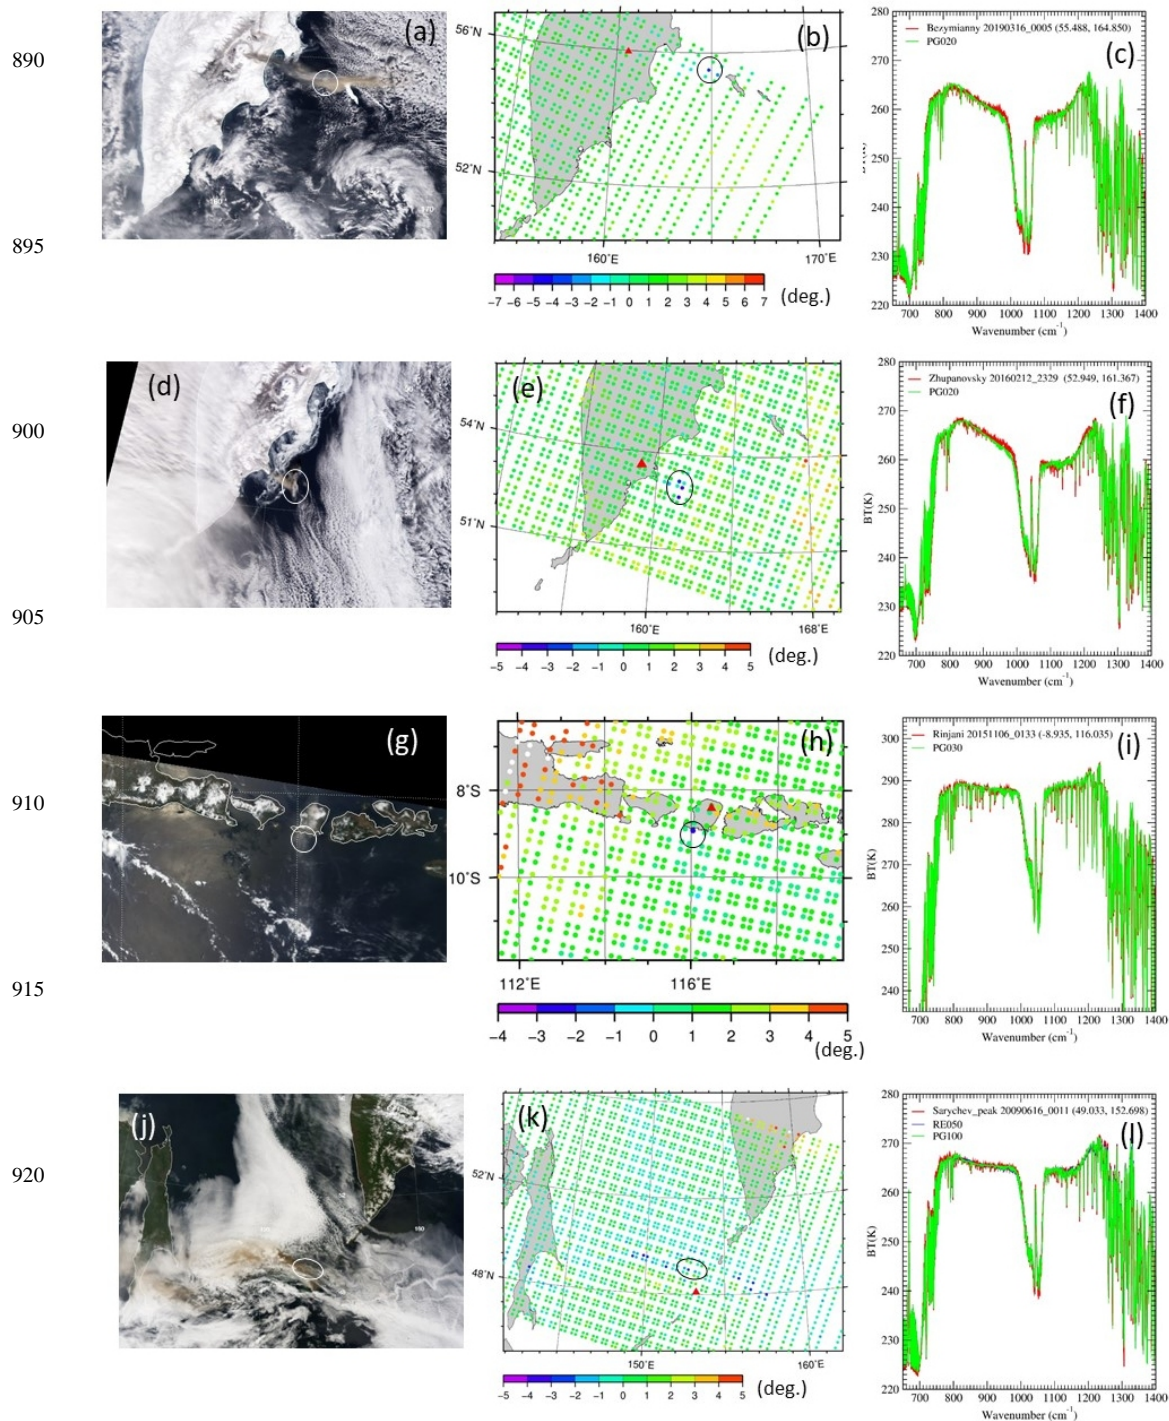 890
895
900
905
910
915
920
(a)
(b)
56°N
52°N
160°E
170°E
-7 -6 -5 -4 -3 -2 -1 0 1 2 3 4 5 6 7
(deg.)
(c)
Bezymianny 20190316_0005 (55.488, 164.850)
PG020
280
270
260
250
240
230
220
700 800 900 1000 1100 1200 1300 1400
Wavenumber (cm-1)
(d)
(e)
54°N
51°N
160°E
168°E
-5 -4 -3 -2 -1 0 1 2 3 4 5
(deg.)
(f)
Zhupanovsky 20160212_2329 (52.949, 161.367)
PG020
BT(K)
280
270
260
250
240
230
220
700 800 900 1000 1100 1200 1300 1400
Wavenumber (cm-1)
(g)
(h)
8°S
10°S
112°E
116°E
-4 -3 -2 -1 0 1 2 3 4 5
(deg.)
(i)
Rinjani 20151106_0133 (-8.935, 116.035)
PG030
BT(K)
300
290
280
270
260
250
240
700 800 900 1000 1100 1200 1300 1400
Wavenumber (cm-1)
(j)
(k)
52°N
48°N
150°E
160°E
-5 -4 -3 -2 -1 0 1 2 3 4 5
(deg.)
(l)
Sarychev_peak 20090616_0011 (49.033, 152.698)
RE050
PG100
BT(K)
280
270
260
250
240
230
220
700 800 900 1000 1100 1200 1300 1400
Wavenumber (cm-1)